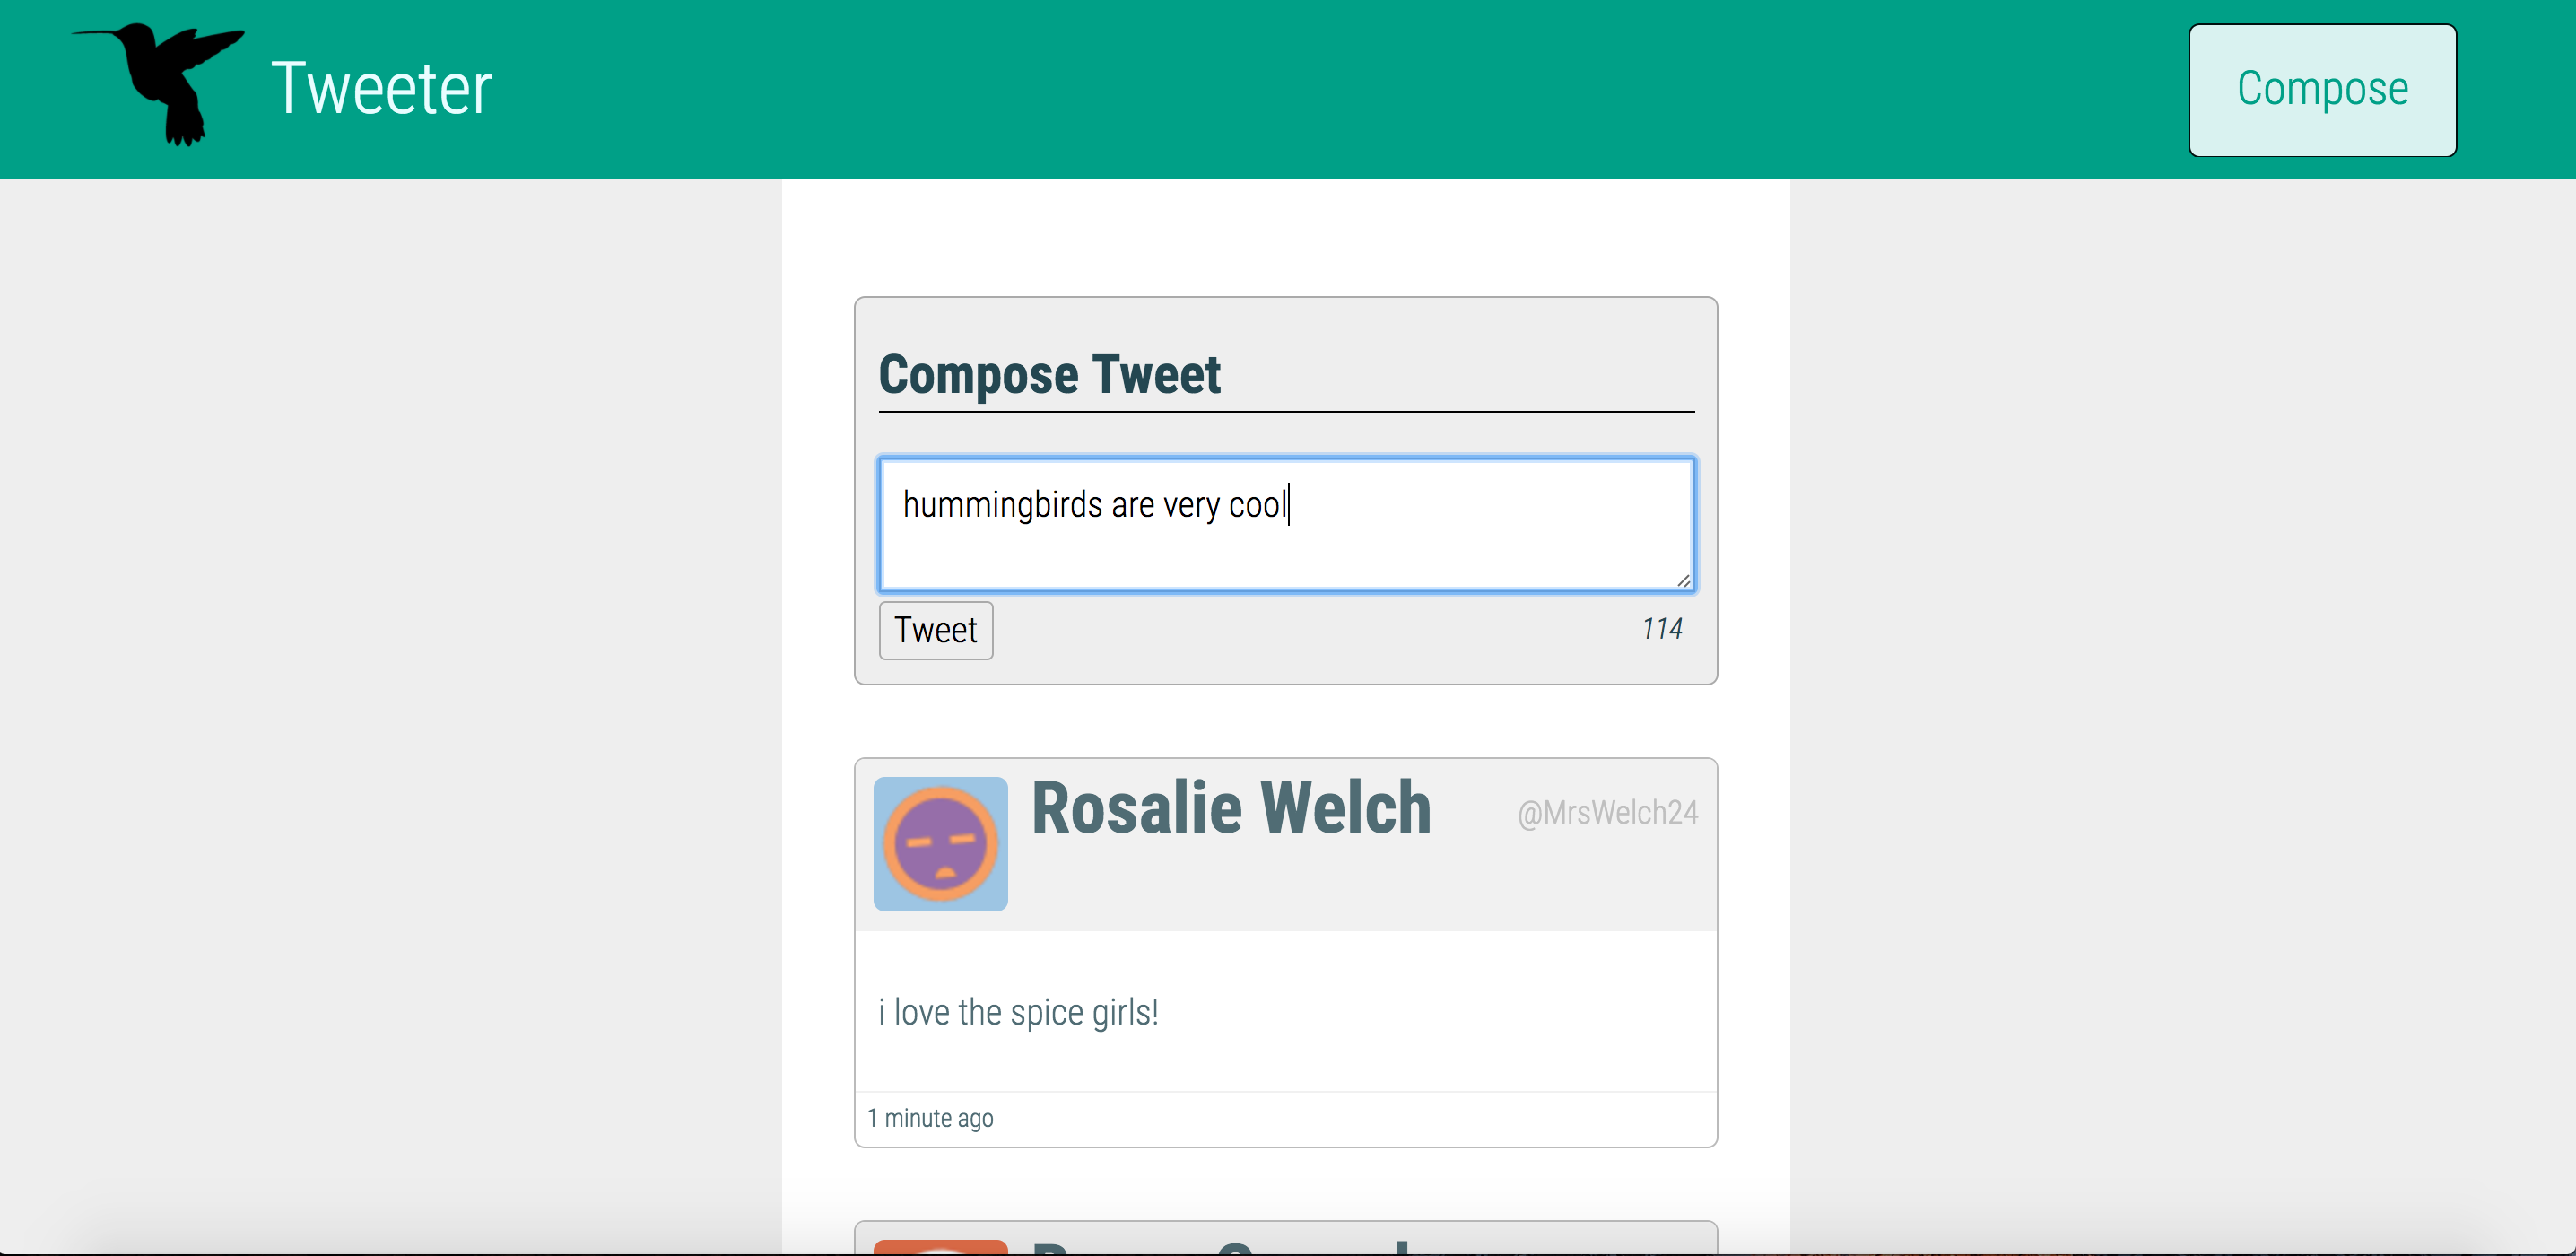 Tweeter
Compose
Compose Tweet
hummingbirds are very cool
Tweet
114
Rosalie Welch
@MrsWelch24
i love the spice girls!
1 minute ago